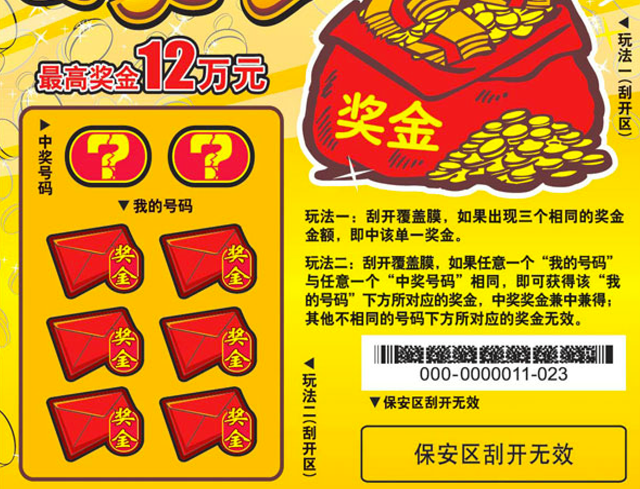 最高奖金12万元
▶玩法一(刮开区)
奖金
▶中奖号码
?
?
▼我的号码
奖金
奖金
奖金
奖金
奖金
奖金
玩法一：刮开覆盖膜，如果出现三个相同的奖金
金额，即中该单一奖金。
玩法二：刮开覆盖膜，如果任意一个“我的号码”
与任意一个“中奖号码”相同，即可获得该“我
的号码”下方所对应的奖金，中奖奖金兼中兼得；
其他不相同的号码下方所对应的奖金无效。
◀玩法二(刮开区)
000-0000011-023
▼保安区刮开无效
保安区刮开无效